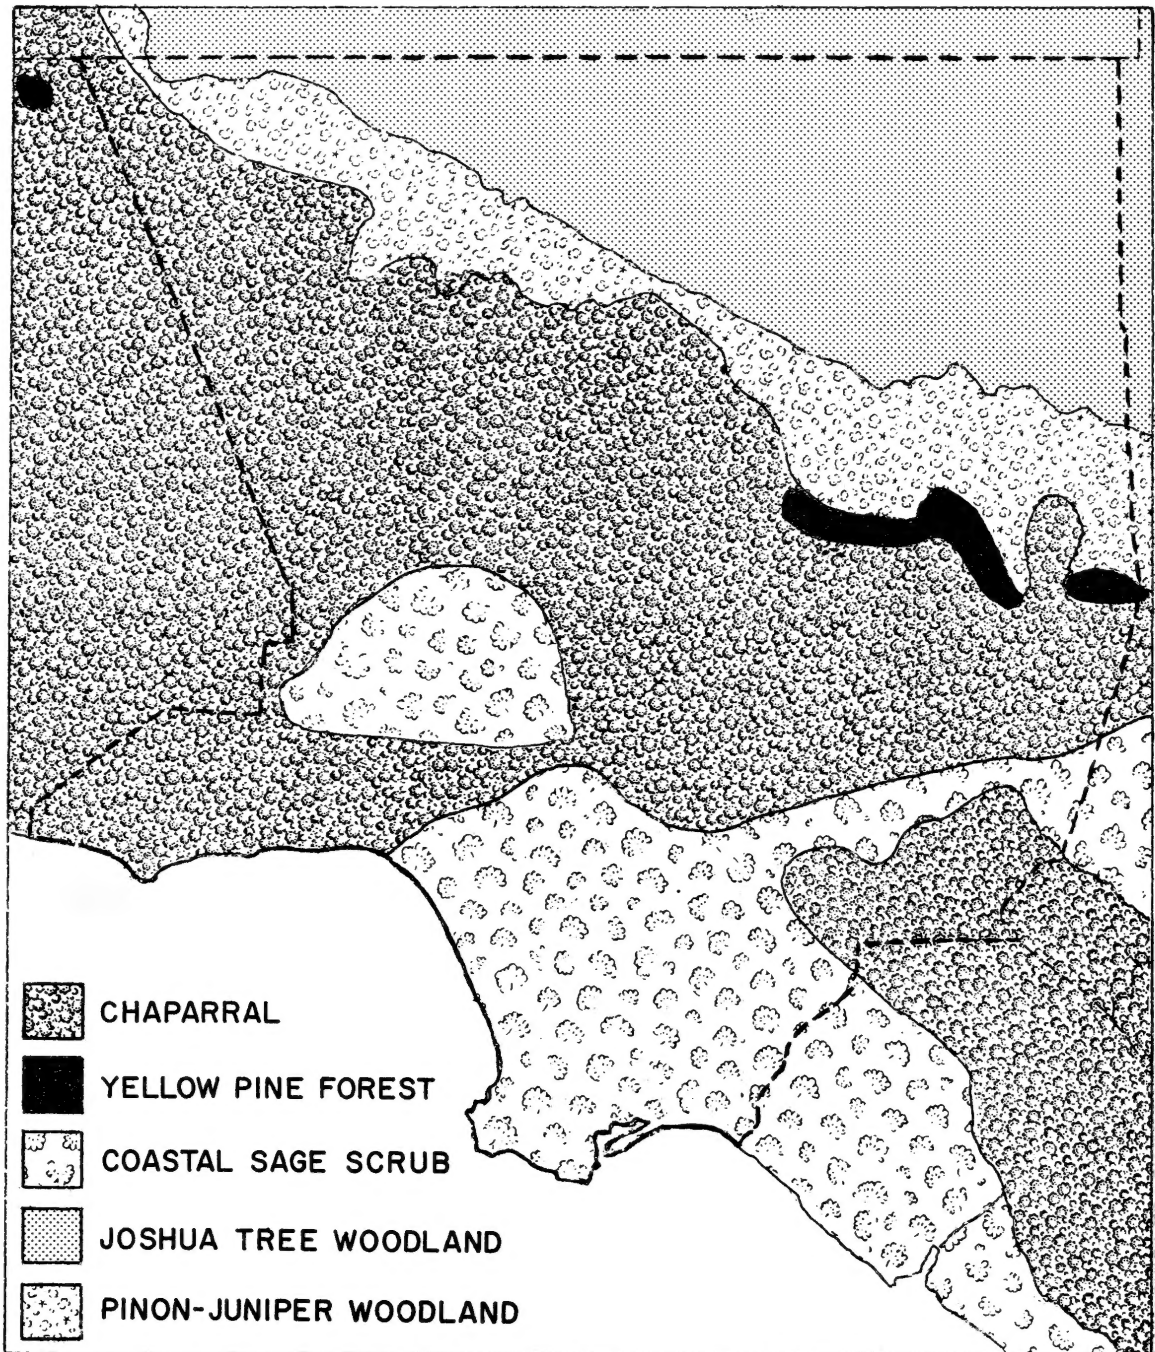 CHAPARRAL
YELLOW PINE FOREST
COASTAL SAGE SCRUB
JOSHUA TREE WOODLAND
PINON-JUNIPER WOODLAND